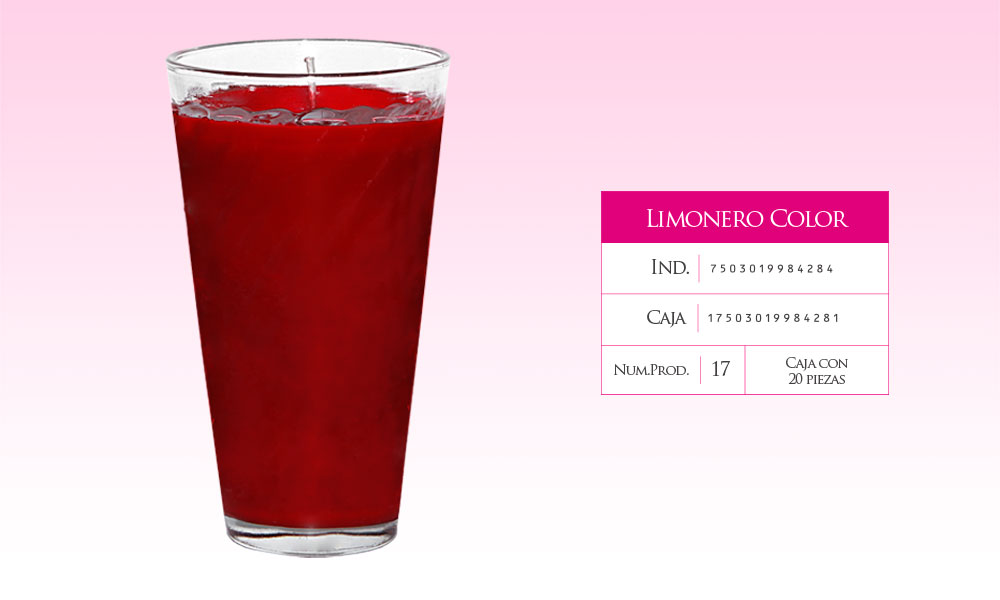 Limonero Color
Ind. 7503019984284
Caja 17503019984281
Num.Prod. 17
Caja con
20 piezas